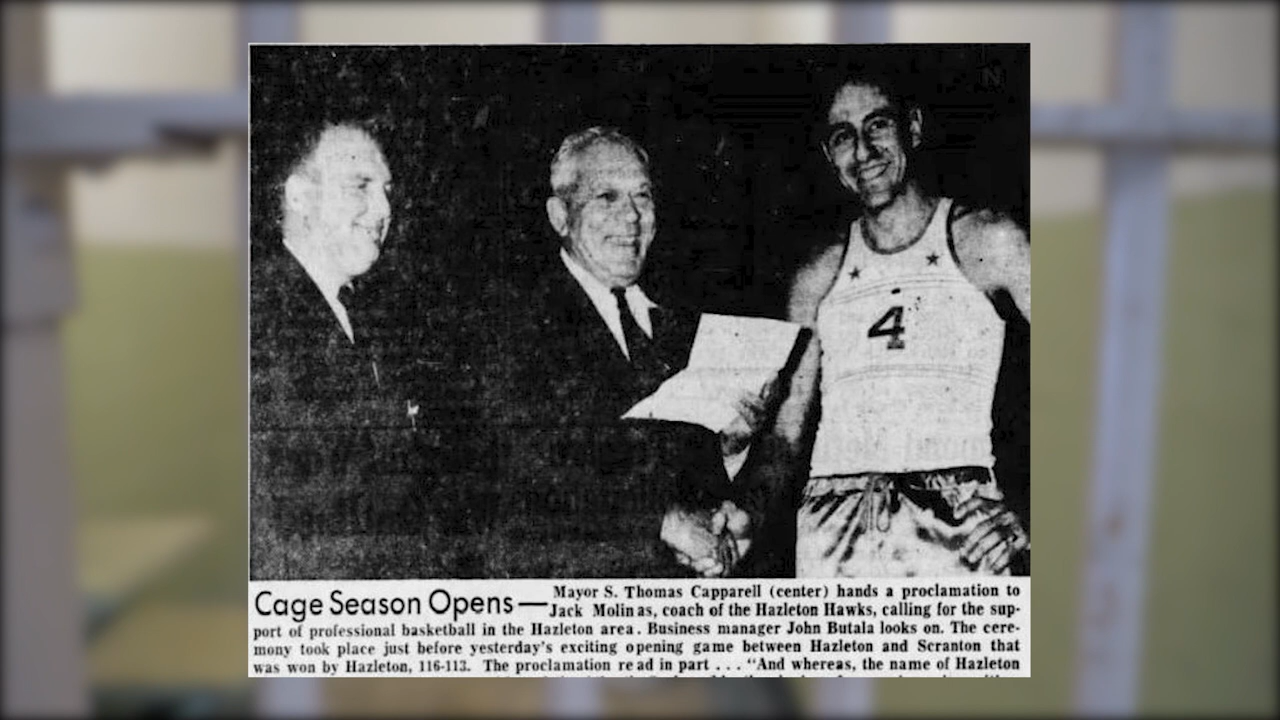 4
Cage Season Opens— Mayor S. Thomas Capparell (center) hands a proclamation to
Jack Molinas, coach of the Hazleton Hawks, calling for the sup-
port of professional basketball in the Hazleton area. Business manager John Butala looks on. The cere-
mony took place just before yesterday's exciting opening game between Hazleton and Scranton that
was won by Hazleton, 116-113. The proclamation read in part . . . "And whereas, the name of Hazleton